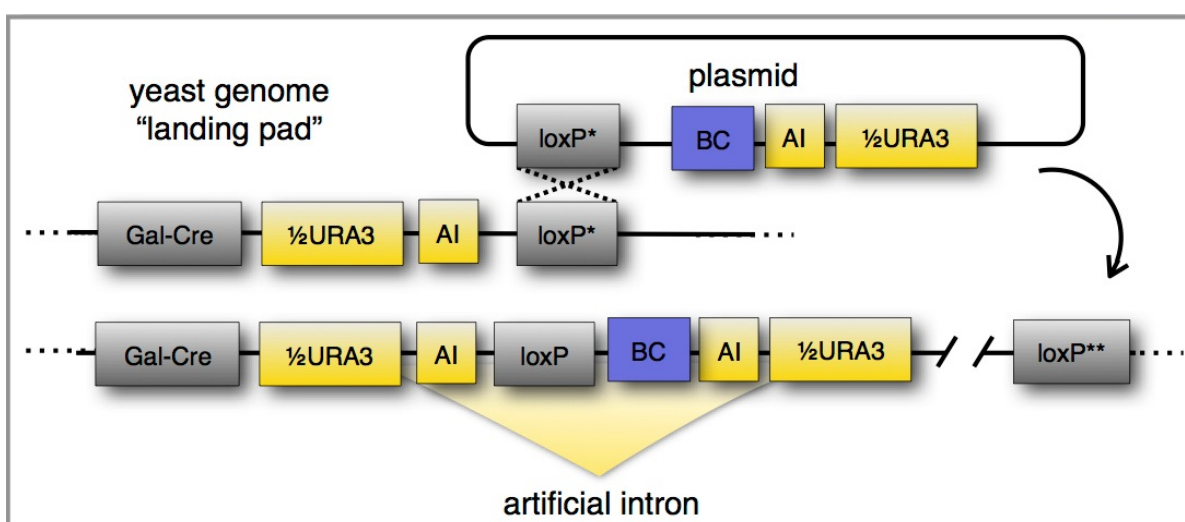 plasmid
yeast genome
“landing pad”
loxP* BC AI ½URA3
Gal-Cre ½URA3 AI loxP*
Gal-Cre ½URA3 AI loxP BC AI ½URA3 loxP**
artificial intron